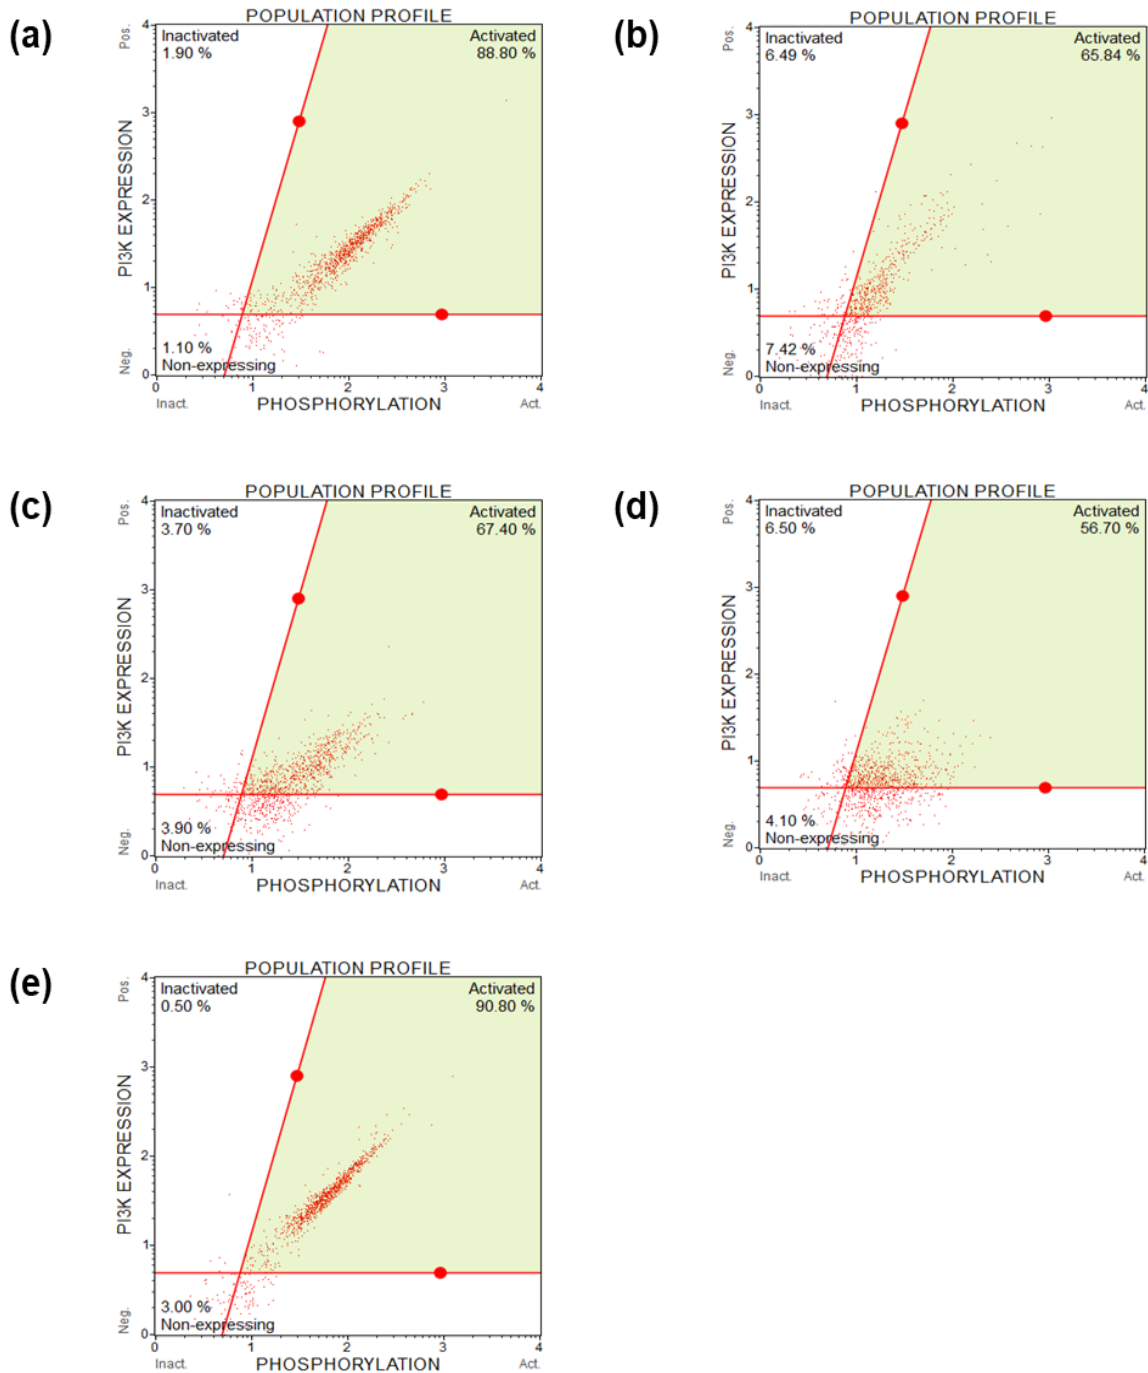 (a)
POPULATION PROFILE
Pos.
4
Inactivated
1.90 %
Activated
88.80 %
3
PI3K EXPRESSION
2
1
Neg.
1.10 %
Non-expressing
0
0 1 2 3 4
Inact. PHOSPHORYLATION Act.
(b)
POPULATION PROFILE
Pos.
4
Inactivated
6.49 %
Activated
65.84 %
3
PI3K EXPRESSION
2
1
Neg.
7.42 %
Non-expressing
0
0 1 2 3 4
Inact. PHOSPHORYLATION Act.
(c)
POPULATION PROFILE
Pos.
4
Inactivated
3.70 %
Activated
67.40 %
3
PI3K EXPRESSION
2
1
Neg.
3.90 %
Non-expressing
0
0 1 2 3 4
Inact. PHOSPHORYLATION Act.
(d)
POPULATION PROFILE
Pos.
4
Inactivated
6.50 %
Activated
56.70 %
3
PI3K EXPRESSION
2
1
Neg.
4.10 %
Non-expressing
0
0 1 2 3 4
Inact. PHOSPHORYLATION Act.
(e)
POPULATION PROFILE
Pos.
4
Inactivated
0.50 %
Activated
90.80 %
3
PI3K EXPRESSION
2
1
Neg.
3.00 %
Non-expressing
0
0 1 2 3 4
Inact. PHOSPHORYLATION Act.